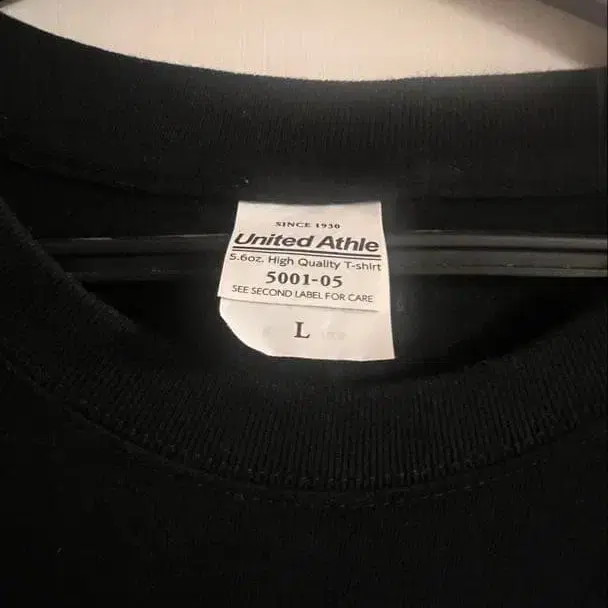 SINCE 1930
United Athle
5.6oz. High Quality T-shirt
5001-05
SEE SECOND LABEL FOR CARE
L